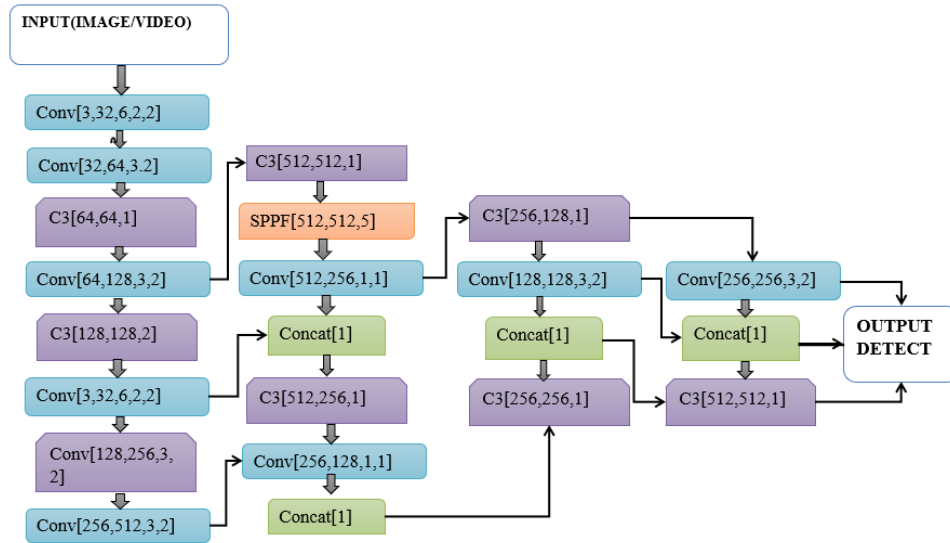 INPUT(IMAGE/VIDEO)
Conv[3,32,6,2,2]
Conv[32,64,3.2]
C3[64,64,1]
Conv[64,128,3,2]
C3[128,128,2]
Conv[3,32,6,2,2]
Conv[128,256,3,
2]
Conv[256,512,3,2]
C3[512,512,1]
SPPF[512,512,5]
Conv[512,256,1,1]
Concat[1]
C3[512,256,1]
Conv[256,128,1,1]
Concat[1]
C3[256,128,1]
Conv[128,128,3,2]
Concat[1]
C3[256,256,1]
Conv[256,256,3,2]
Concat[1]
C3[512,512,1]
OUTPUT
DETECT